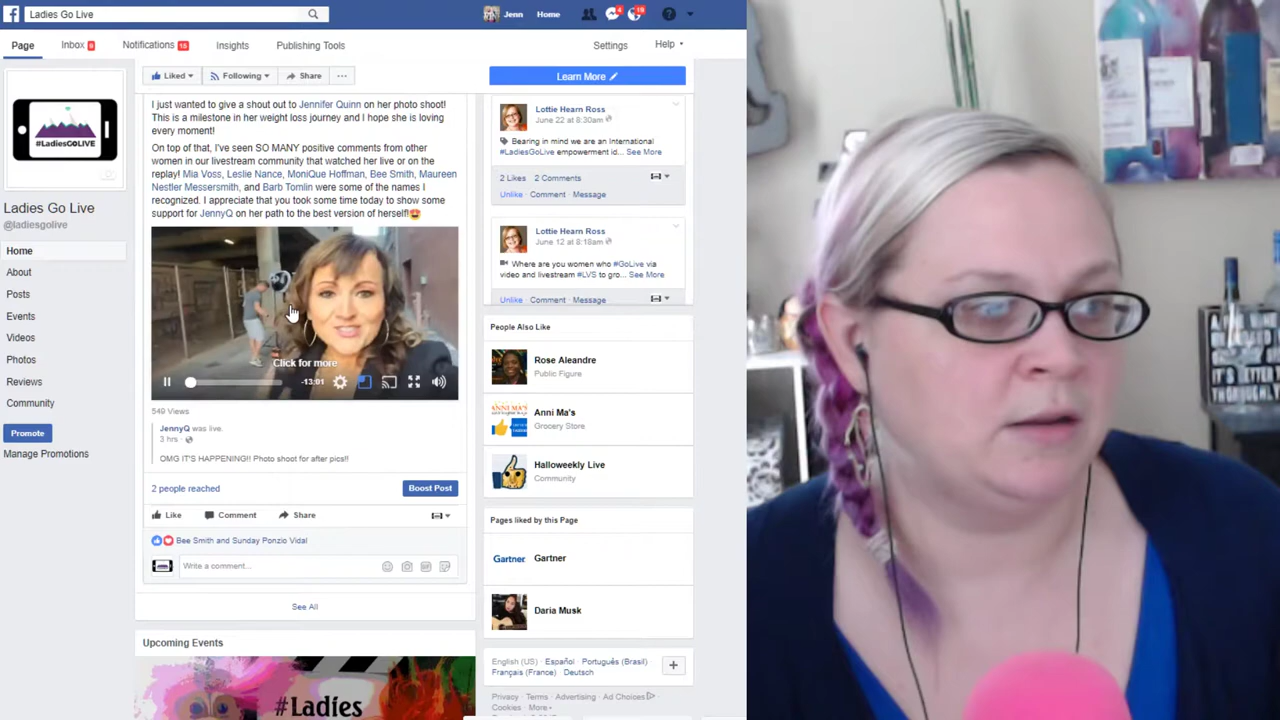 Ladies Go Live
Jenn Home 4 19
Page Inbox 9 Notifications 15 Insights Publishing Tools Settings Help
Liked Following Share ...
Learn More
#LadiesGOLIVE
Ladies Go Live
@ladiesgolive
Home
About
Posts
Events
Videos
Photos
Reviews
Community
Promote
Manage Promotions
I just wanted to give a shout out to Jennifer Quinn on her photo shoot!
This is a milestone in her weight loss journey and I hope she is loving
every moment!
On top of that, I've seen SO MANY positive comments from other
women in our livestream community that watched her live or on the
replay! Mia Voss, Leslie Nance, MoniQue Hoffman, Bee Smith, Maureen
Nestler Messersmith, and Barb Tomlin were some of the names I
recognized. I appreciate that you took some time today to show some
support for JennyQ on her path to the best version of herself!
Click for more
-13:01
549 Views
JennyQ was live.
3 hrs ·
OMG IT'S HAPPENING!! Photo shoot for after pics!!
2 people reached
Boost Post
Like Comment Share
Bee Smith and Sunday Ponzio Vidal
Write a comment...
See All
Upcoming Events
#Ladies
Lottie Hearn Ross
June 22 at 8:30am
Bearing in mind we are an International
#LadiesGoLive empowerment id... See More
2 Likes 2 Comments
Unlike · Comment · Message
Lottie Hearn Ross
June 12 at 8:18am
Where are you women who #GoLive via
video and livestream #LVS to gro... See More
Unlike · Comment · Message
People Also Like
Rose Aleandre
Public Figure
Anni Ma's
Grocery Store
Halloweekly Live
Community
Pages liked by this Page
Gartner
Gartner
Daria Musk
English (US) · Español · Português (Brasil) ·
Français (France) · Deutsch
Privacy · Terms · Advertising · Ad Choices ·
Cookies · More